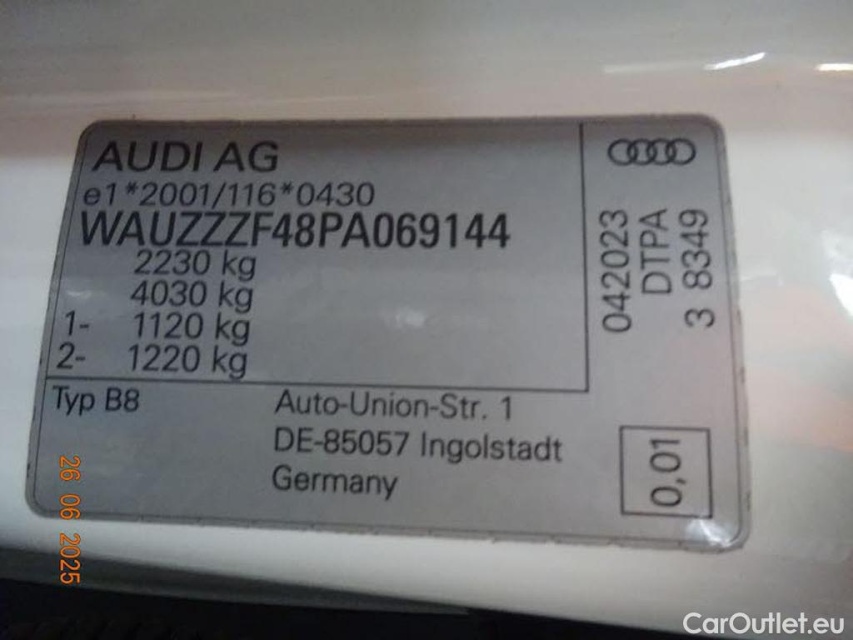 AUDI AG
e1*2001/116*0430
WAUZZZF48PA069144
2230 kg
4030 kg
1- 1120 kg
2- 1220 kg
Typ B8
Auto-Union-Str. 1
DE-85057 Ingolstadt
Germany
042023
DTPA
3 8349
0,01
26 06 2025
CarOutlet.eu